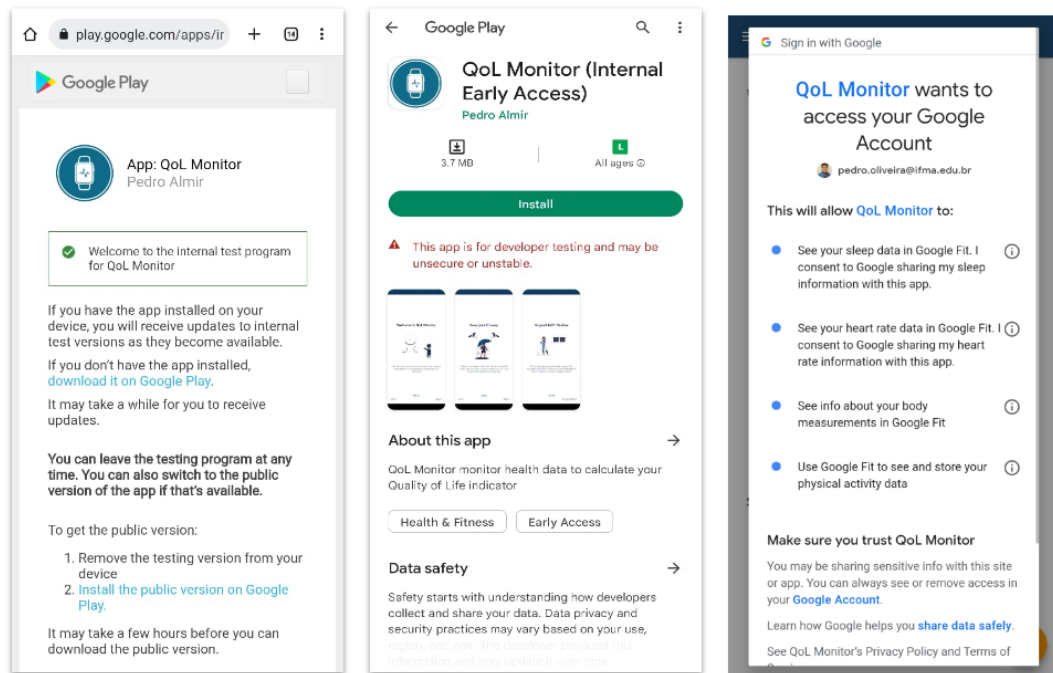 play.google.com/apps/ir
14
Google Play
App: QoL Monitor
Pedro Almir
Welcome to the internal test program
for QoL Monitor
If you have the app installed on your
device, you will receive updates to internal
test versions as they become available.
If you don't have the app installed,
download it on Google Play.
It may take a while for you to receive
updates.
You can leave the testing program at any
time. You can also switch to the public
version of the app if that's available.
To get the public version:
1. Remove the testing version from your
device
2. Install the public version on Google
Play.
It may take a few hours before you can
download the public version.
Google Play
QoL Monitor (Internal
Early Access)
Pedro Almir
3.7 MB
L
All ages
Install
This app is for developer testing and may be
unsecure or unstable.
About this app
QoL Monitor monitor health data to calculate your
Quality of Life indicator
Health & Fitness
Early Access
Data safety
Safety starts with understanding how developers
collect and share your data. Data privacy and
security practices may vary based on your use,
region, and age. The developer provided this
information and may update it over time
G Sign in with Google
QoL Monitor wants to
access your Google
Account
pedro.oliveira@ifma.edu.br
This will allow QoL Monitor to:
See your sleep data in Google Fit. I
consent to Google sharing my sleep
information with this app.
See your heart rate data in Google Fit. I
consent to Google sharing my heart
rate information with this app.
See info about your body
measurements in Google Fit
Use Google Fit to see and store your
physical activity data
Make sure you trust QoL Monitor
You may be sharing sensitive info with this site
or app. You can always see or remove access in
your Google Account.
Learn how Google helps you share data safely.
See QoL Monitor's Privacy Policy and Terms of